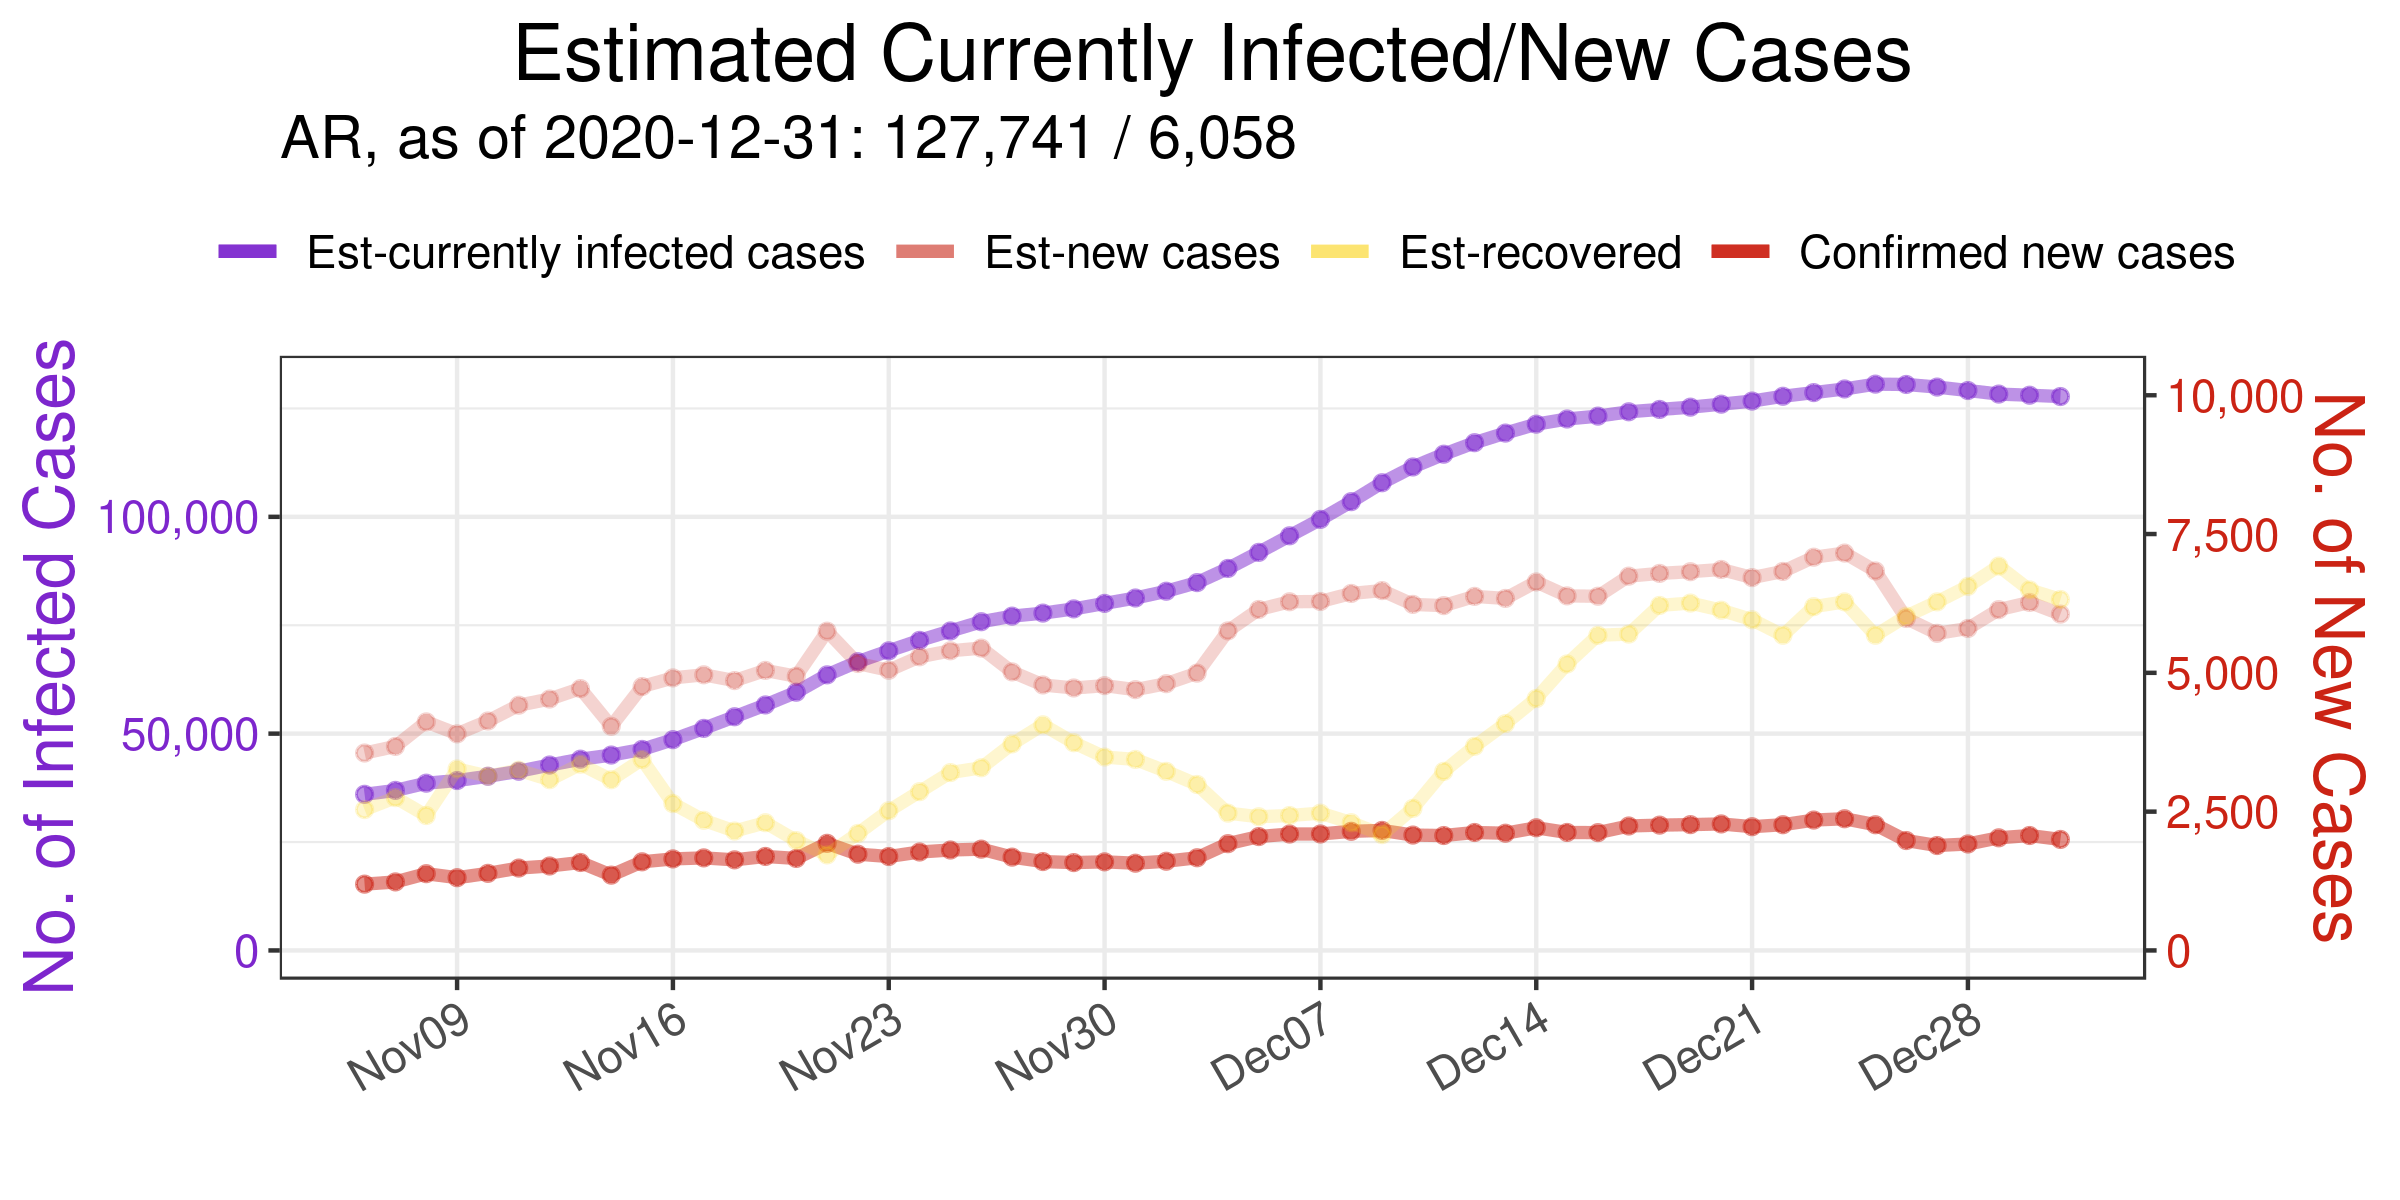 Estimated Currently Infected/New Cases
AR, as of 2020-12-31: 127,741 / 6,058
Est-currently infected cases Est-new cases Est-recovered Confirmed new cases
No. of Infected Cases
100,000
50,000
0
10,000
7,500
5,000
2,500
0
No. of New Cases
Nov09 Nov16 Nov23 Nov30 Dec07 Dec14 Dec21 Dec28